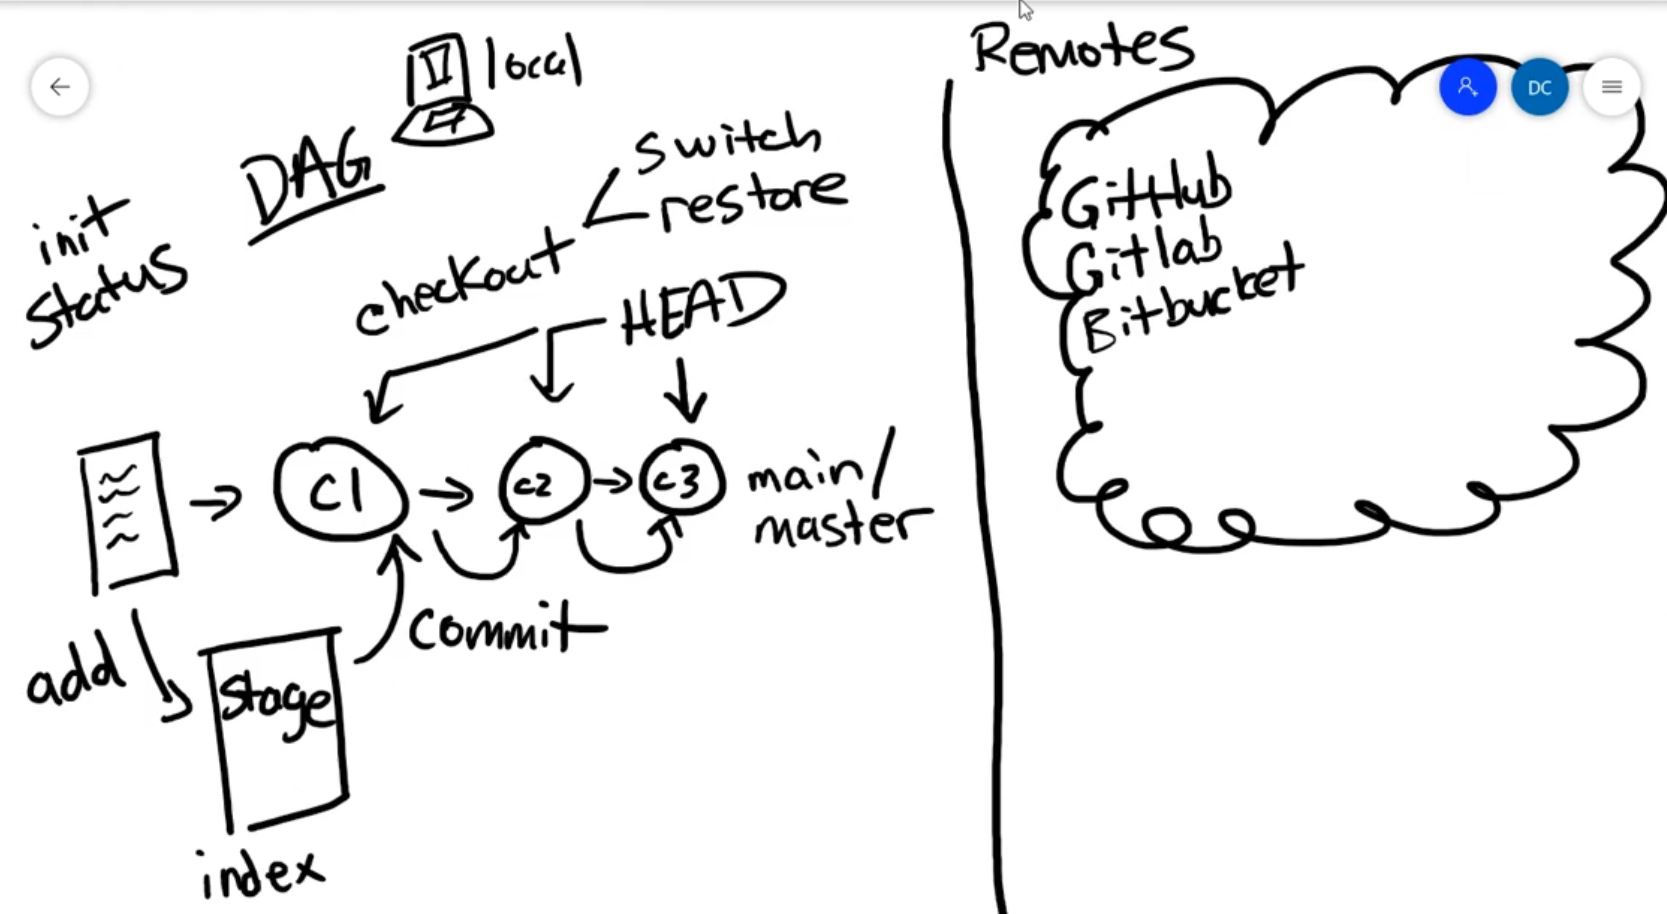 local
Remotes
DC
DAG
switch
restore
init
status
checkout
HEAD
GitHub
Gitlab
Bitbucket
C1
C2
C3
main/
master
add
commit
stage
index